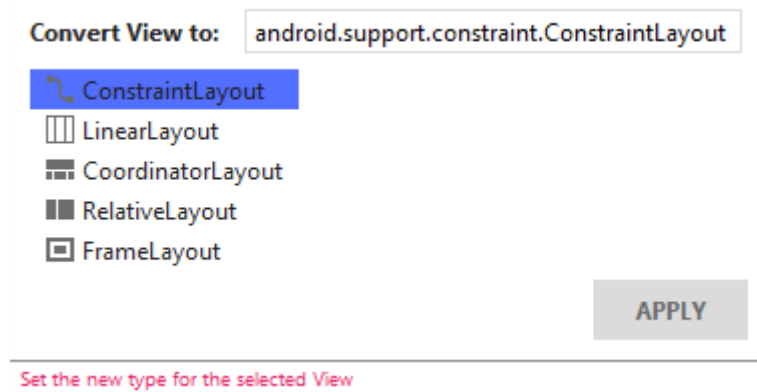 Convert View to: android.support.constraint.ConstraintLayout
ConstraintLayout
LinearLayout
CoordinatorLayout
RelativeLayout
FrameLayout
APPLY
Set the new type for the selected View